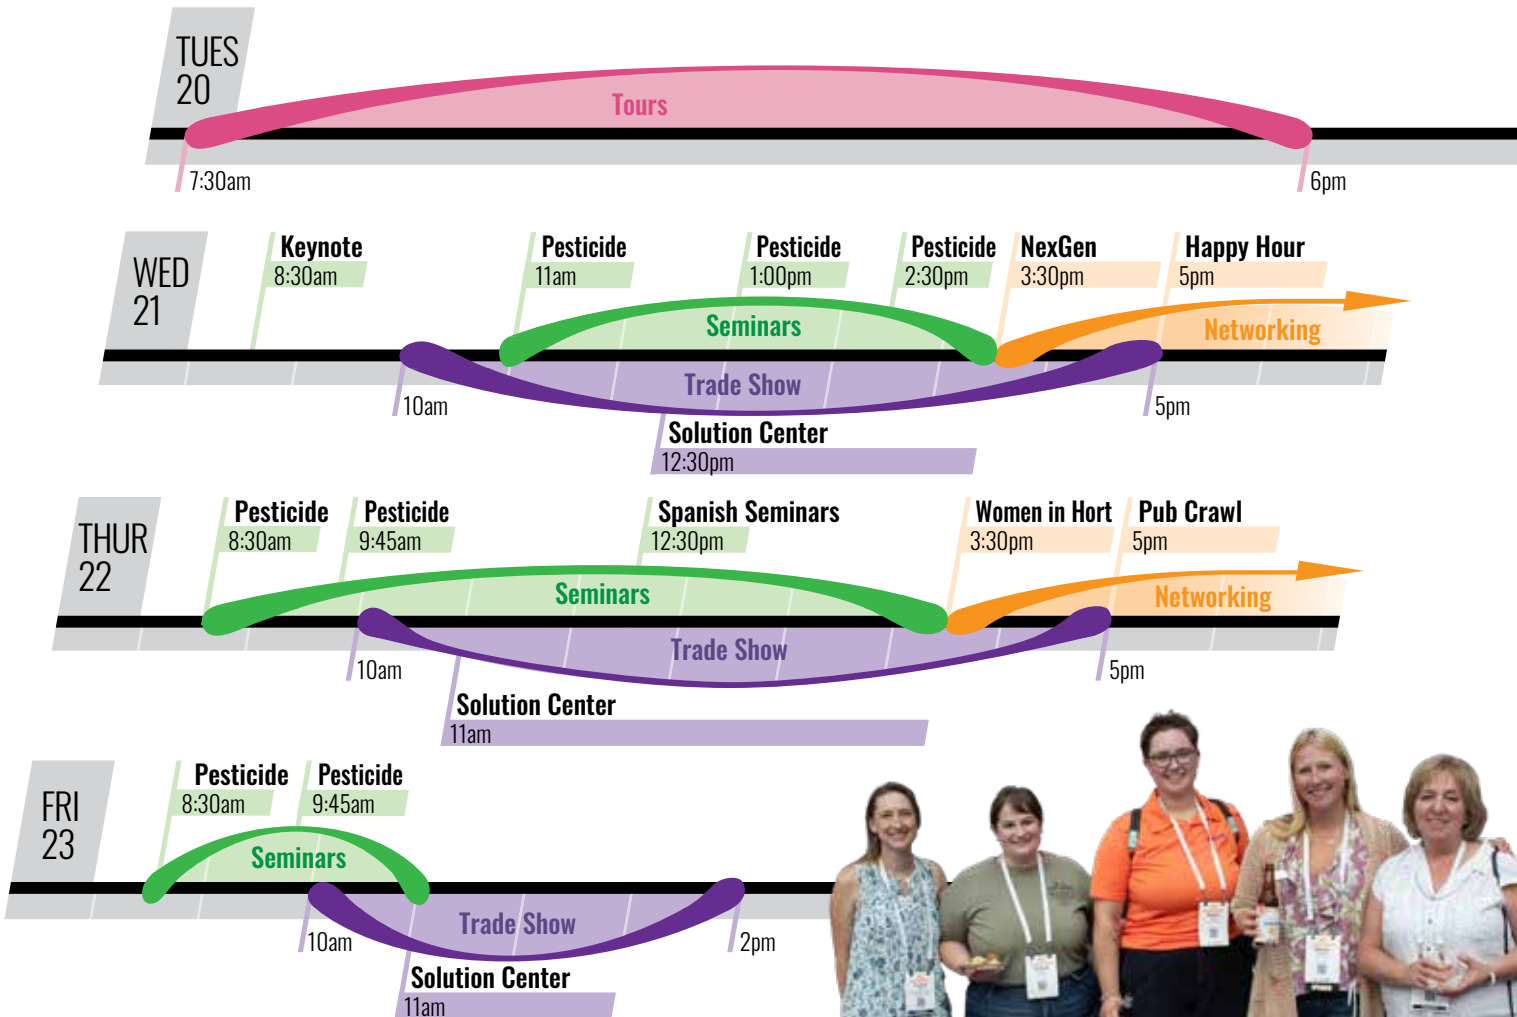 TUES
20
Tours
7:30am
6pm
WED
21
Keynote
8:30am
Pesticide
11am
Pesticide
1:00pm
Pesticide
2:30pm
NexGen
3:30pm
Happy Hour
5pm
Seminars
Networking
Trade Show
10am
5pm
Solution Center
12:30pm
THUR
22
Pesticide
8:30am
Pesticide
9:45am
Spanish Seminars
12:30pm
Women in Hort
3:30pm
Pub Crawl
5pm
Seminars
Networking
Trade Show
10am
5pm
Solution Center
11am
FRI
23
Pesticide
8:30am
Pesticide
9:45am
Seminars
Trade Show
10am
2pm
Solution Center
11am